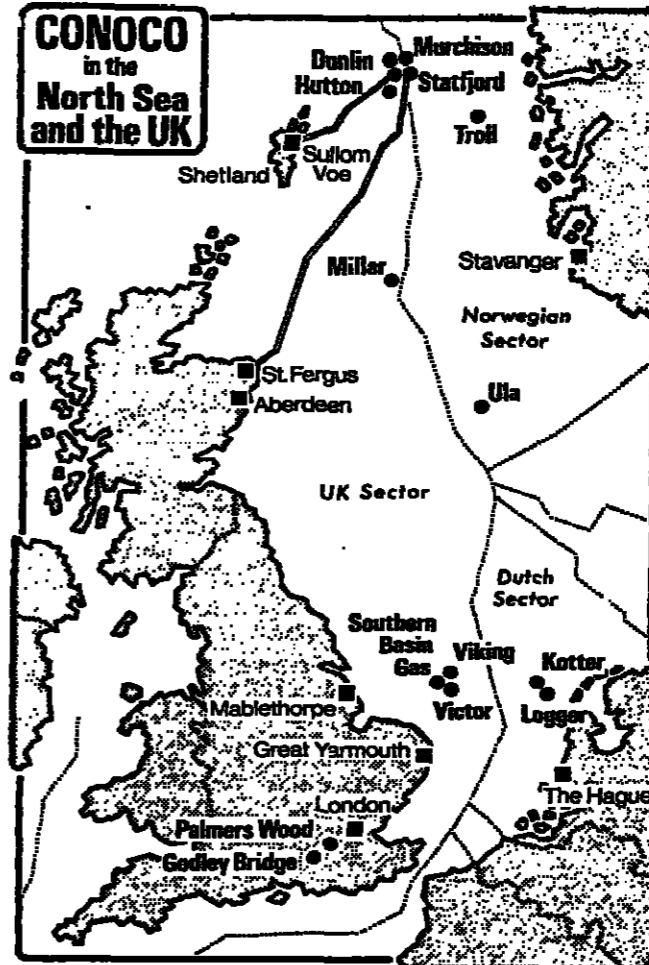 CONOCO
in the
North Sea
and the UK
Dunlin
Murchison
Hutton
Statfjord
Troll
Sullom
Voe
Shetland
Millar
Stavanger
Norwegian
Sector
St. Fergus
Aberdeen
Ula
UK Sector
Dutch
Sector
Southern
Basin
Gas
Viking
Victor
Kotter
Logger
Mablethorpe
Great Yarmouth
The Hague
London
Palmers Wood
Godley Bridge